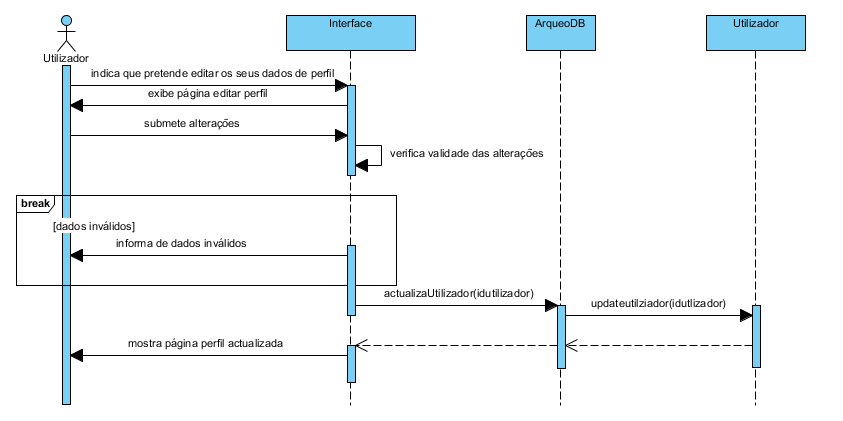 Interface
ArqueoDB
Utilizador
Utilizador
indica que pretende editar os seus dados de perfil
exibe página editar perfil
submete alterações
verifica validade das alterações
break
[dados inválidos]
informa de dados inválidos
actualizaUtilizador(idutilizador)
updateutilziador(idutlizador)
mostra página perfil actualizada